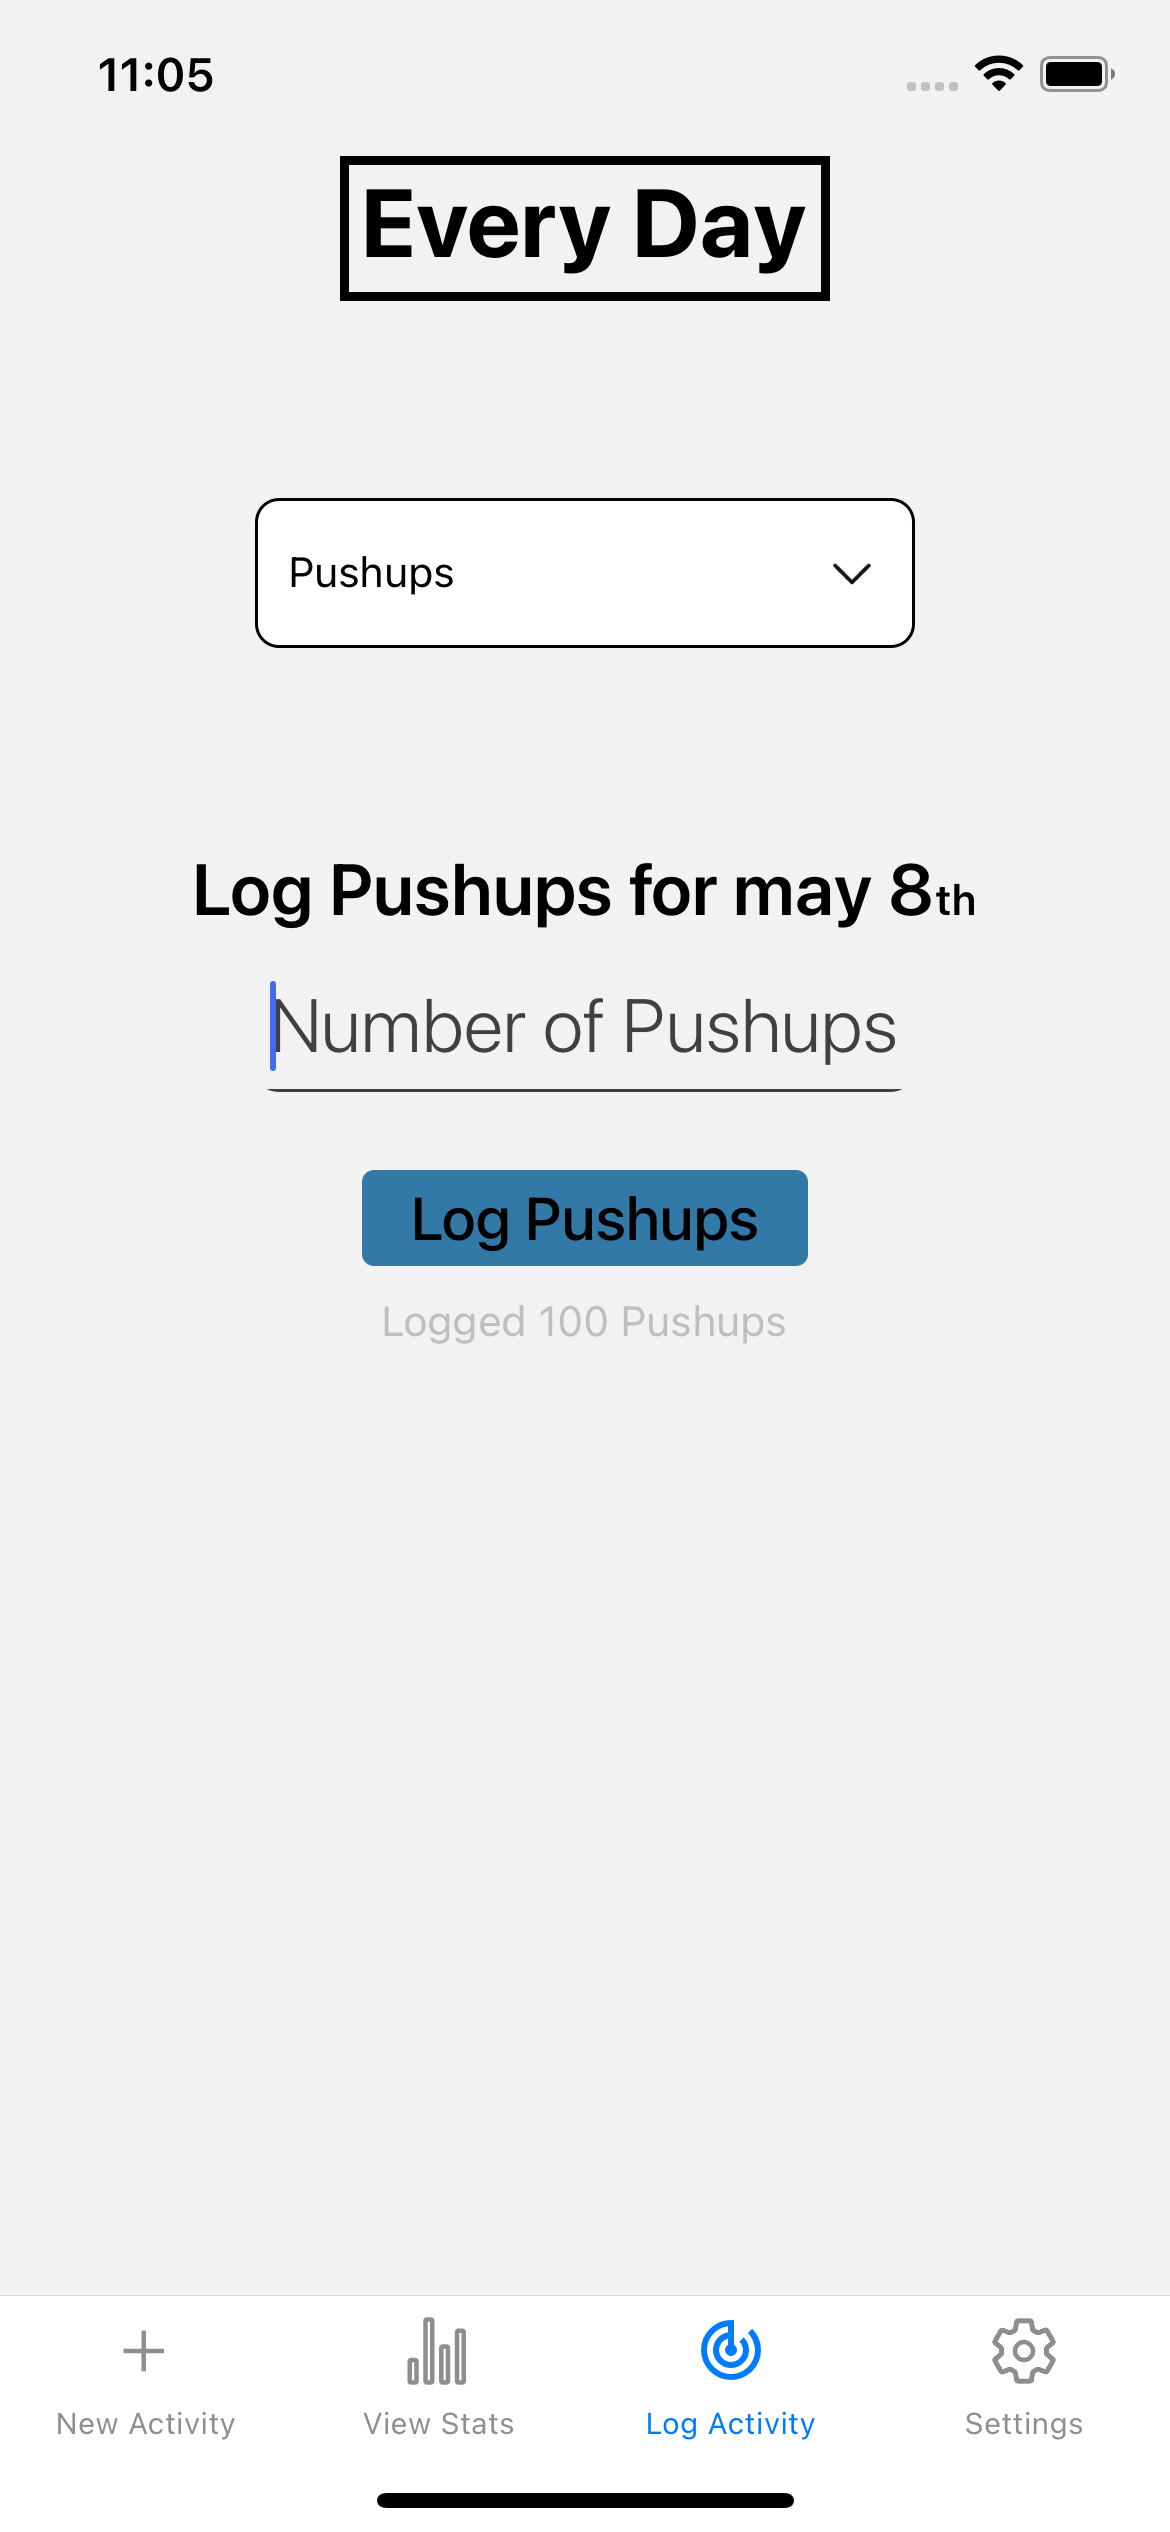 11:05
Every Day
Pushups
Log Pushups for may 8th
Number of Pushups
Log Pushups
Logged 100 Pushups
New Activity
View Stats
Log Activity
Settings